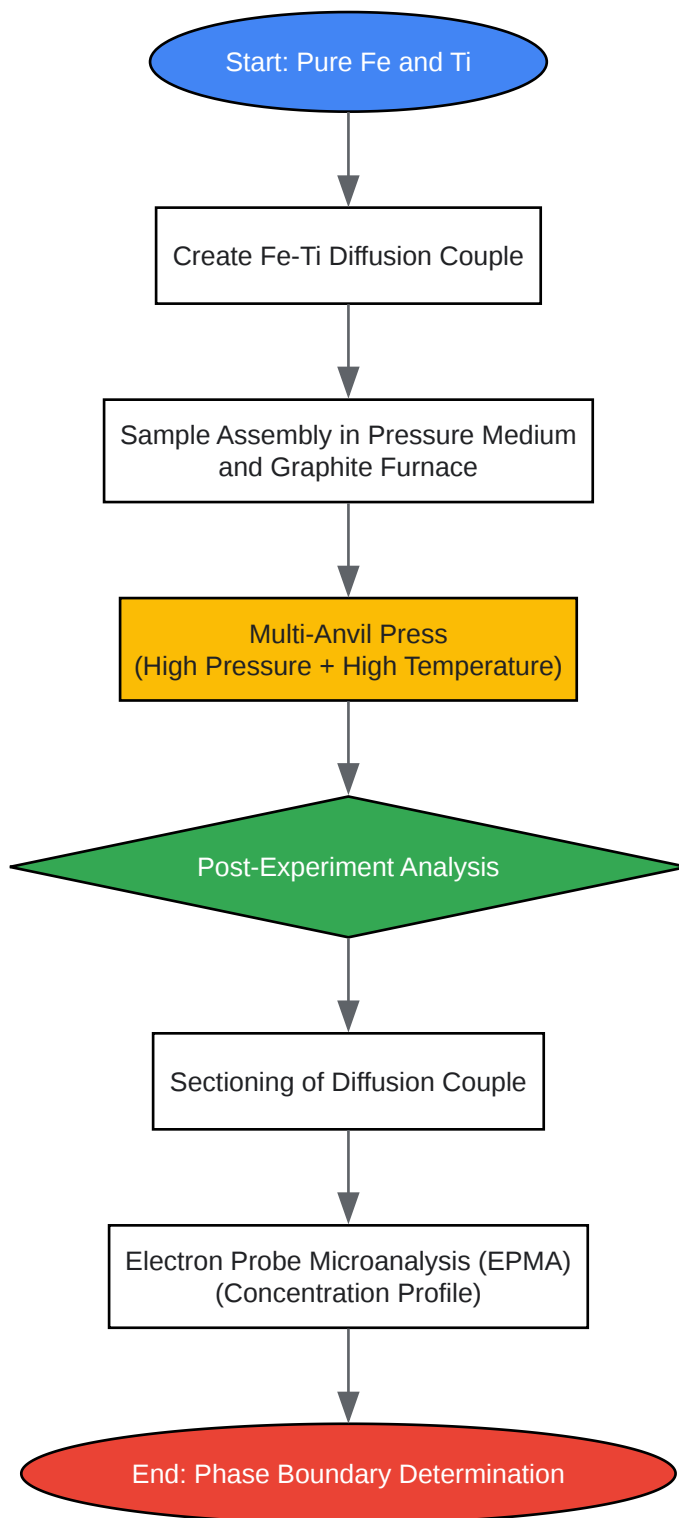 Start: Pure Fe and Ti
Create Fe-Ti Diffusion Couple
Sample Assembly in Pressure Medium
and Graphite Furnace
Multi-Anvil Press
(High Pressure + High Temperature)
Post-Experiment Analysis
Sectioning of Diffusion Couple
Electron Probe Microanalysis (EPMA)
(Concentration Profile)
End: Phase Boundary Determination